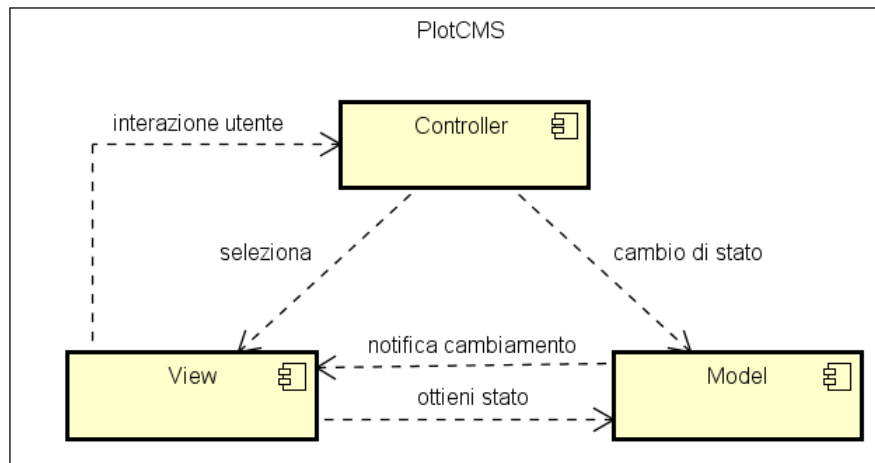 PlotCMS
Controller
interazione utente
seleziona
cambio di stato
notifica cambiamento
View
Model
ottieni stato